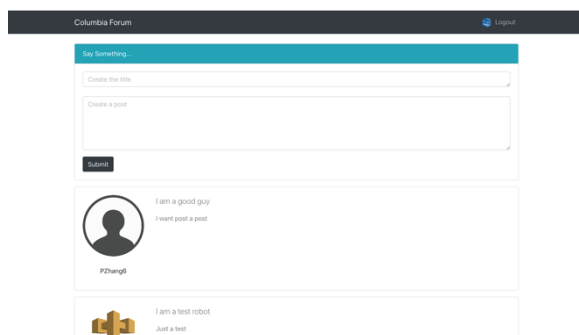 Columbia Forum
Logout
Say Something...
Create the title
Create a post
Submit
I am a good guy
I want post a post
PZhang6
I am a test robot
Just a test